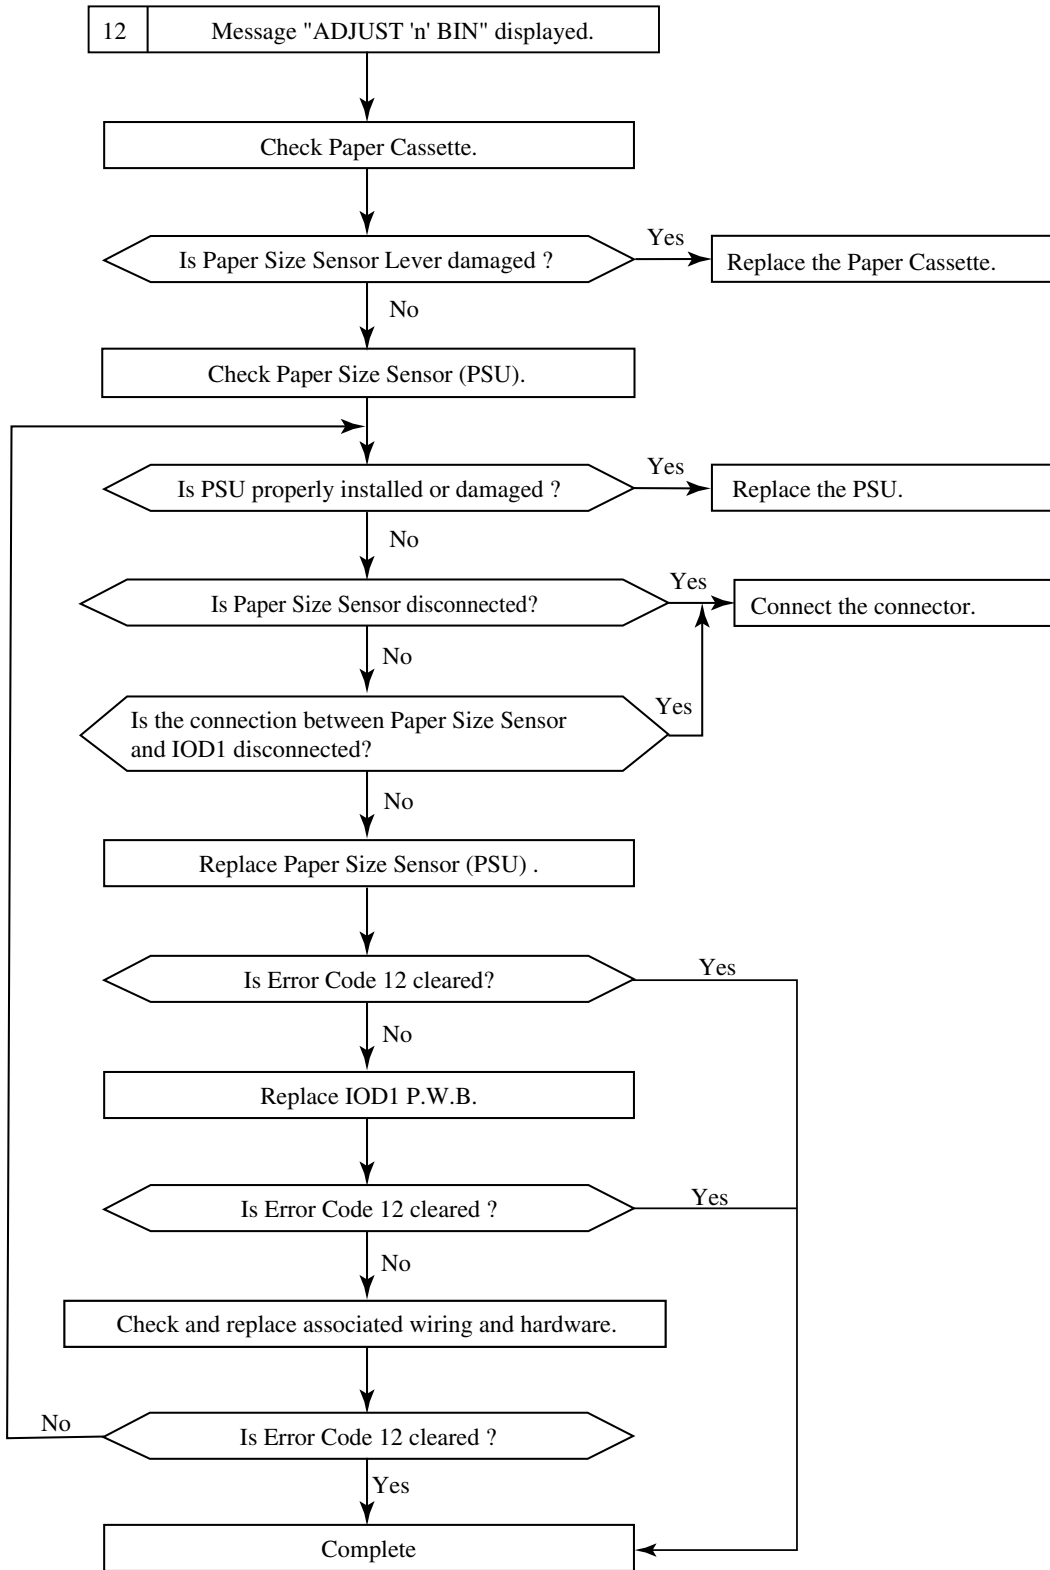 12 Message "ADJUST 'n' BIN" displayed.
Check Paper Cassette.
Is Paper Size Sensor Lever damaged ?
Yes
Replace the Paper Cassette.
No
Check Paper Size Sensor (PSU).
Is PSU properly installed or damaged ?
Yes
Replace the PSU.
No
Is Paper Size Sensor disconnected?
Yes
Connect the connector.
No
Is the connection between Paper Size Sensor
and IOD1 disconnected?
Yes
No
Replace Paper Size Sensor (PSU) .
Is Error Code 12 cleared?
Yes
No
Replace IOD1 P.W.B.
Is Error Code 12 cleared ?
Yes
No
Check and replace associated wiring and hardware.
Is Error Code 12 cleared ?
No
Yes
Complete